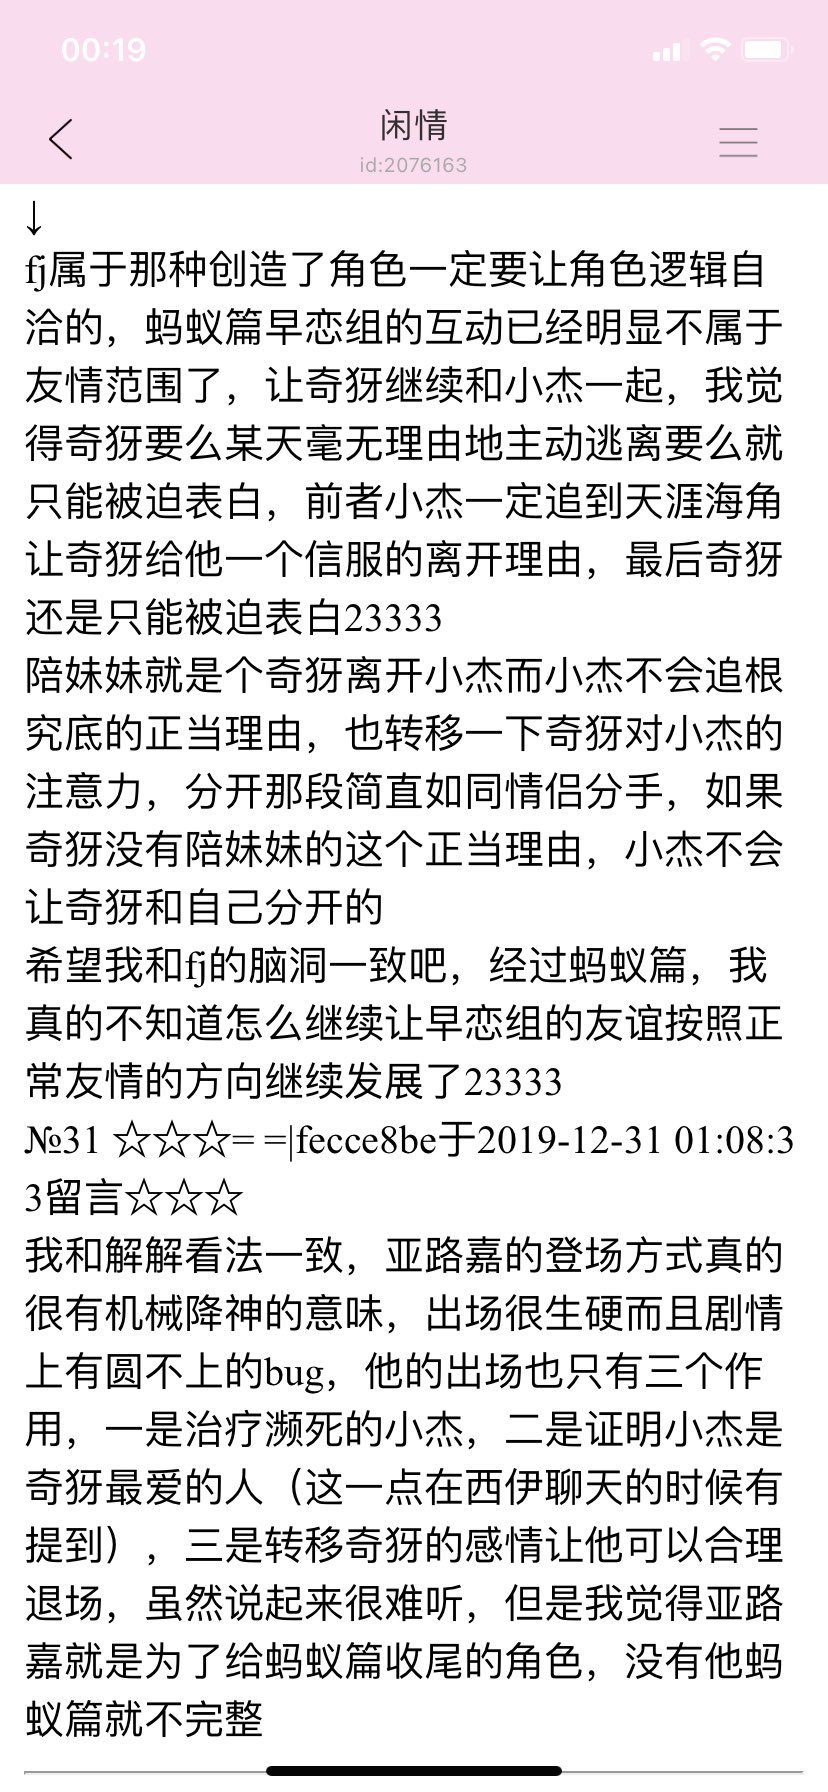 00:19
闲情
id:2076163
↓
fj属于那种创造了角色一定要让角色逻辑自
洽的，蚂蚁篇早恋组的互动已经明显不属于
友情范围了，让奇犽继续和小杰一起，我觉
得奇犽要么某天毫无理由地主动逃离要么就
只能被迫表白，前者小杰一定追到天涯海角
让奇犽给他一个信服的离开理由，最后奇犽
还是只能被迫表白23333
陪妹妹就是个奇犽离开小杰而小杰不会追根
究底的正当理由，也转移一下奇犽对小杰的
注意力，分开那段简直如同情侣分手，如果
奇犽没有陪妹妹的这个正当理由，小杰不会
让奇犽和自己分开的
希望我和fj的脑洞一致吧，经过蚂蚁篇，我
真的不知道怎么继续让早恋组的友谊按照正
常友情的方向继续发展了23333
№31 ☆☆☆= =|fecce8be于2019-12-31 01:08:3
3留言☆☆☆
我和解解看法一致，亚路嘉的登场方式真的
很有机械降神的意味，出场很生硬而且剧情
上有圆不上的bug，他的出场也只有三个作
用，一是治疗濒死的小杰，二是证明小杰是
奇犽最爱的人（这一点在西伊聊天的时候有
提到），三是转移奇犽的感情让他可以合理
退场，虽然说起来很难听，但是我觉得亚路
嘉就是为了给蚂蚁篇收尾的角色，没有他蚂
蚁篇就不完整